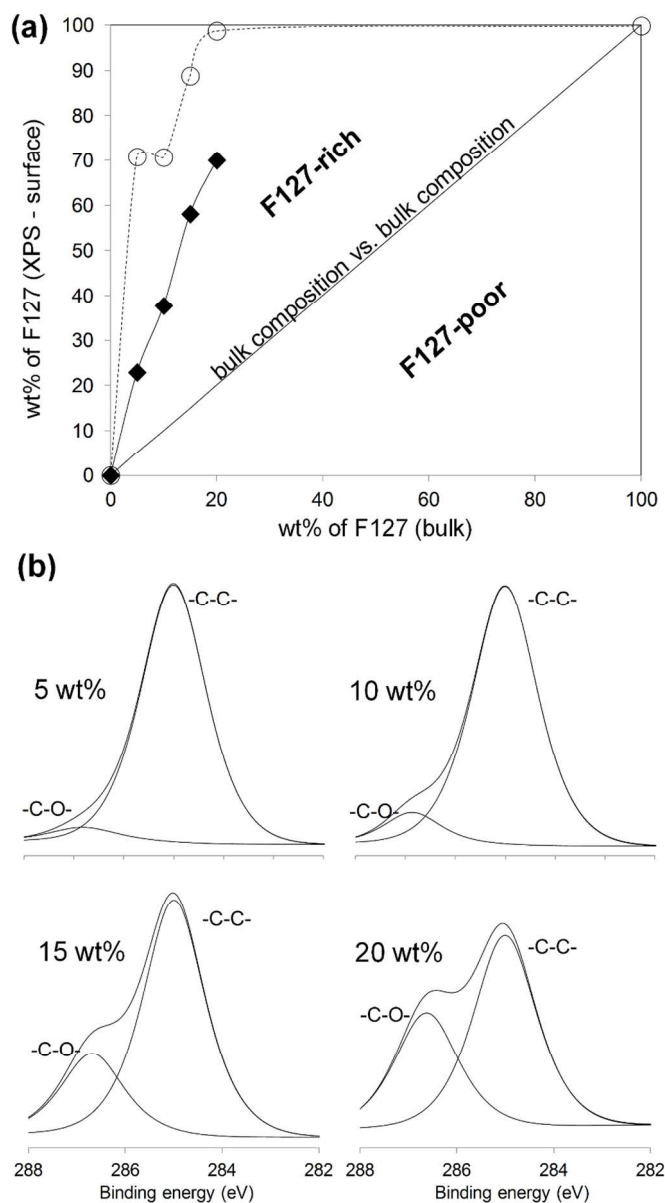 (a)
100
90
80
70
60
50
40
30
20
10
0
wt% of F127 (XPS - surface)
F127-rich
bulk composition vs. bulk composition
F127-poor
0 20 40 60 80 100
wt% of F127 (bulk)
(b)
-C-C-
5 wt%
-C-O-
-C-C-
10 wt%
-C-O-
-C-C-
15 wt%
-C-O-
288 286 284 282
Binding energy (eV)
-C-C-
20 wt%
-C-O-
288 286 284 282
Binding energy (eV)